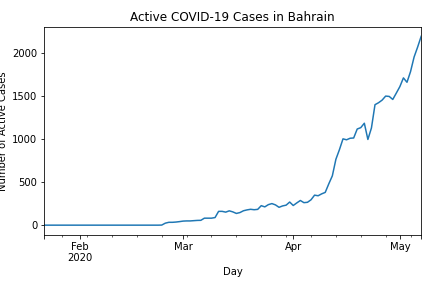 Active COVID-19 Cases in Bahrain
Number of Active Cases
2000
1500
1000
500
0
Feb
2020
Mar
Apr
May
Day